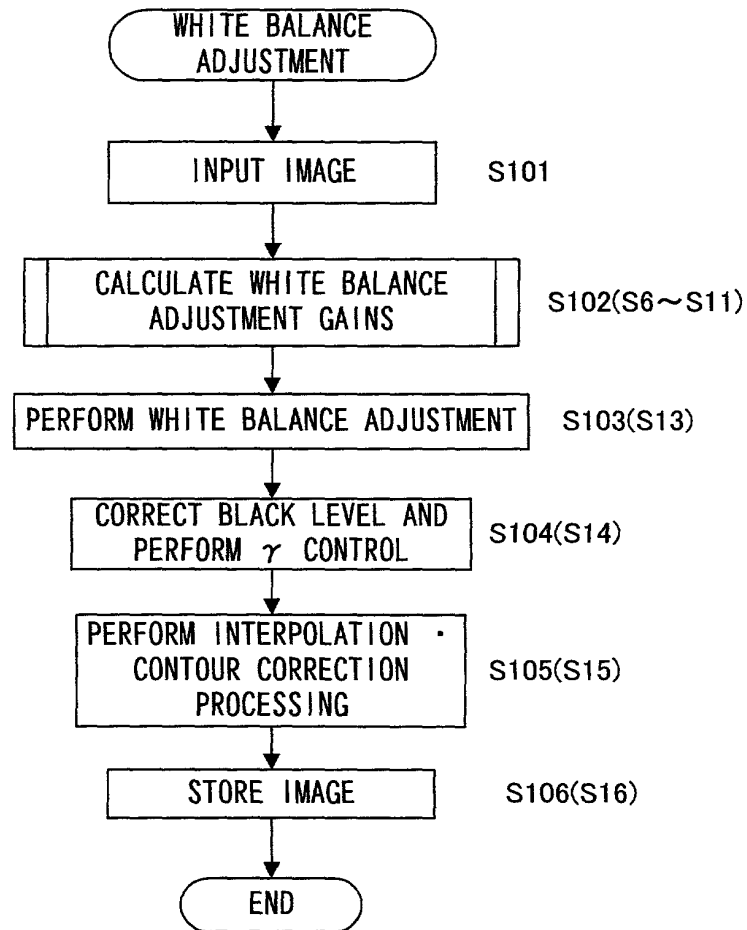 WHITE BALANCE
ADJUSTMENT
INPUT IMAGE
S101
CALCULATE WHITE BALANCE
ADJUSTMENT GAINS
S102(S6～S11)
PERFORM WHITE BALANCE ADJUSTMENT
S103(S13)
CORRECT BLACK LEVEL AND
PERFORM γ CONTROL
S104(S14)
PERFORM INTERPOLATION ·
CONTOUR CORRECTION
PROCESSING
S105(S15)
STORE IMAGE
S106(S16)
END